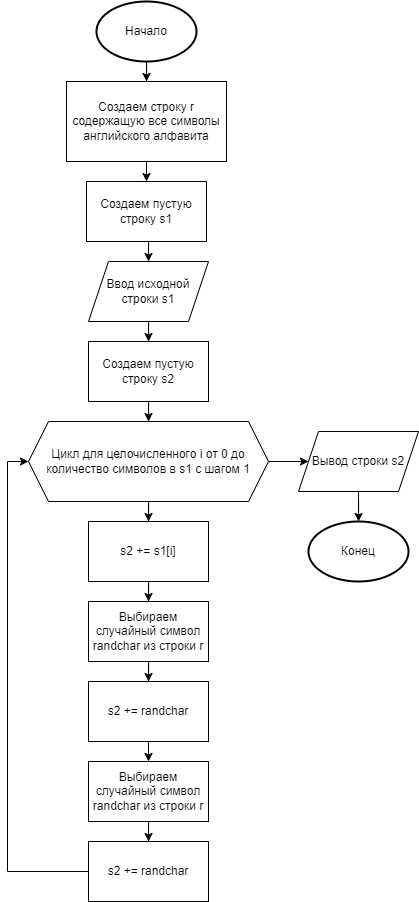 Начало
Создаем строку r
содержащую все символы
английского алфавита
Создаем пустую
строку s1
Ввод исходной
строки s1
Создаем пустую
строку s2
Цикл для целочисленного i от 0 до
количество символов в s1 с шагом 1
Вывод строки s2
Конец
s2 += s1[i]
Выбираем
случайный символ
randchar из строки r
s2 += randchar
Выбираем
случайный символ
randchar из строки r
s2 += randchar